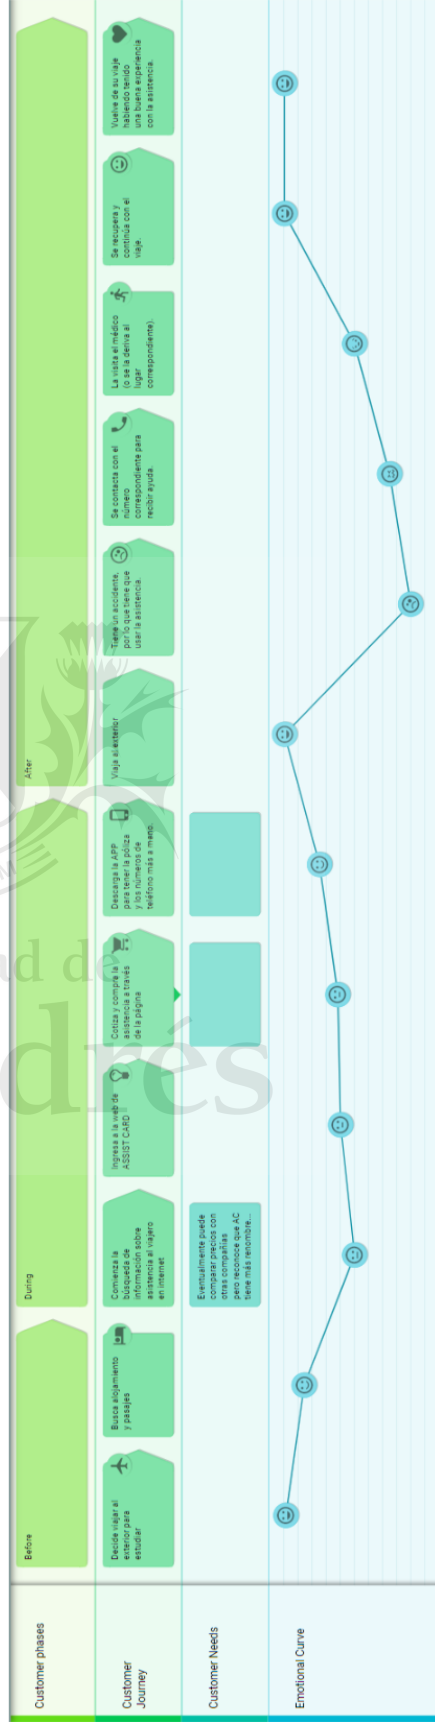 Customer phases
Before
During
After
Customer
Journey
Decide viajar al
exterior para
estudiar
Busca alojamiento
y pasajes
Comienza la
búsqueda de
información sobre
asistencia al viajero
en internet
Ingresa a la web de
ASSIST CARD
Cotiza y compra la
asistencia a través
de la página
Descarga la APP
para tener la póliza
y los números de
teléfono más a mano.
Viaja al exterior
Tiene un accidente,
por lo que tiene que
usar la asistencia.
Se contacta con el
número
correspondiente para
recibir ayuda.
La visita el médico
(o se la deriva al
lugar
correspondiente).
Se recupera y
continúa con el
viaje.
Vuelve de su viaje
habiendo tenido
una buena experiencia
con la asistencia.
Customer Needs
Eventualmente puede
comparar precios con
otras compañías
pero reconoce que AC
tiene más renombre...
Emotional Curve
ad de
drés